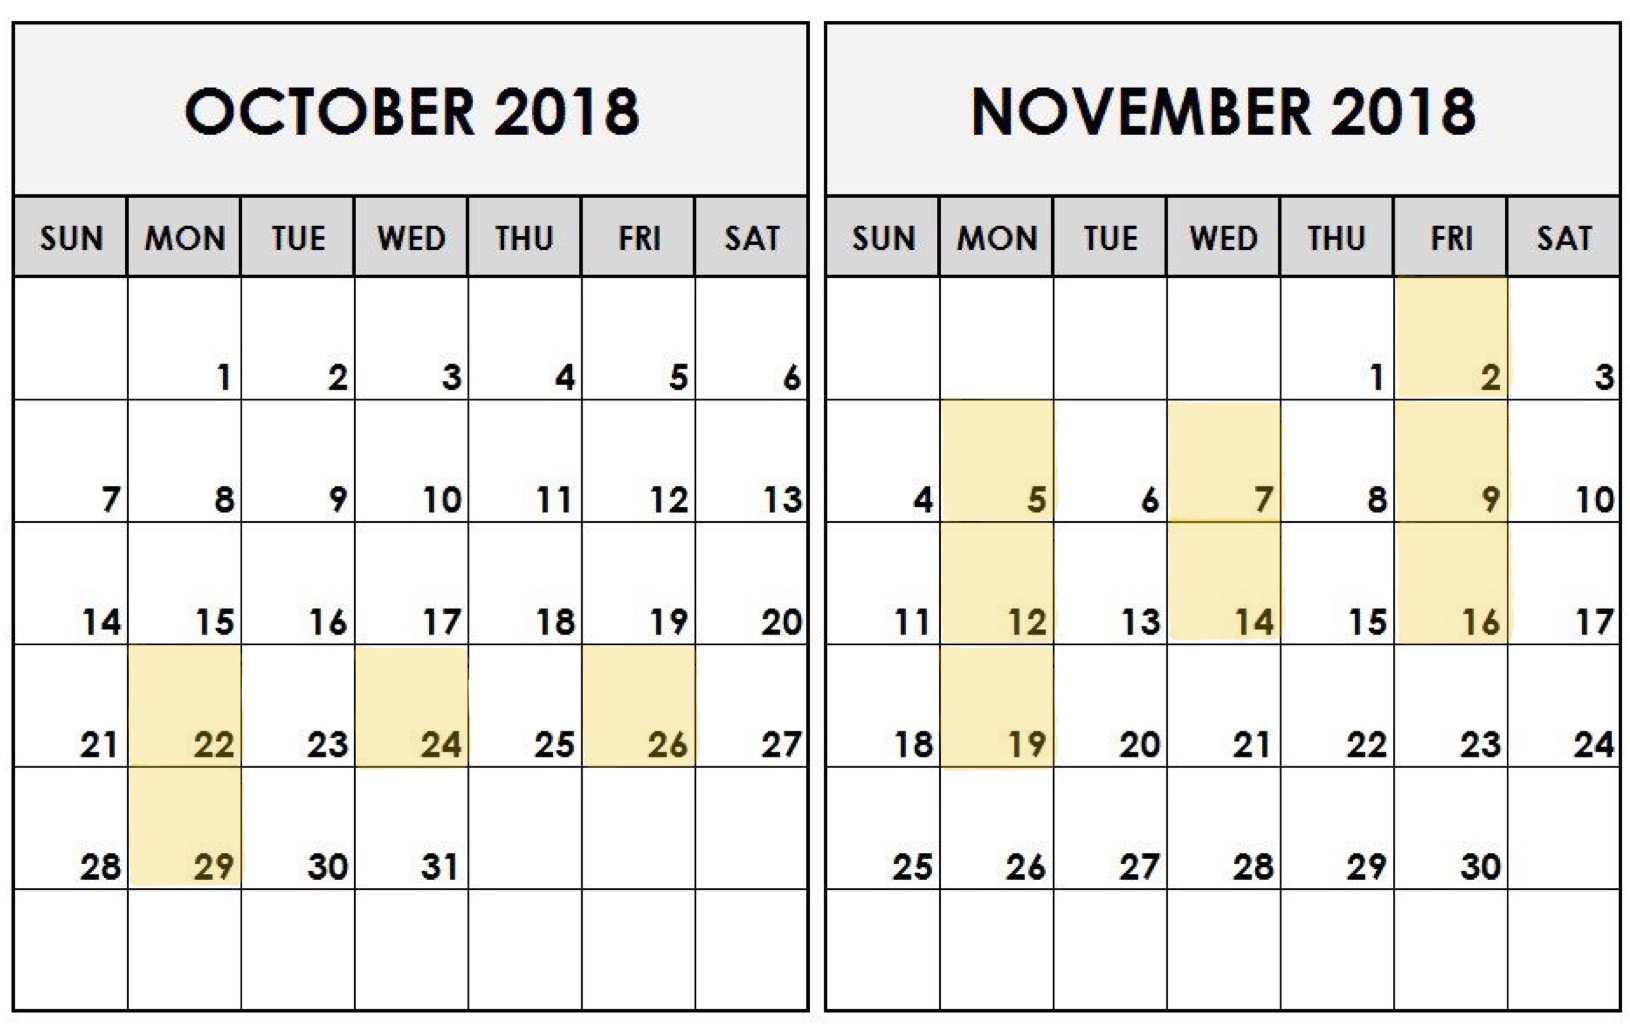 OCTOBER 2018
SUN MON TUE WED THU FRI SAT
1 2 3 4 5 6
7 8 9 10 11 12 13
14 15 16 17 18 19 20
21 22 23 24 25 26 27
28 29 30 31
NOVEMBER 2018
SUN MON TUE WED THU FRI SAT
1 2 3
4 5 6 7 8 9 10
11 12 13 14 15 16 17
18 19 20 21 22 23 24
25 26 27 28 29 30